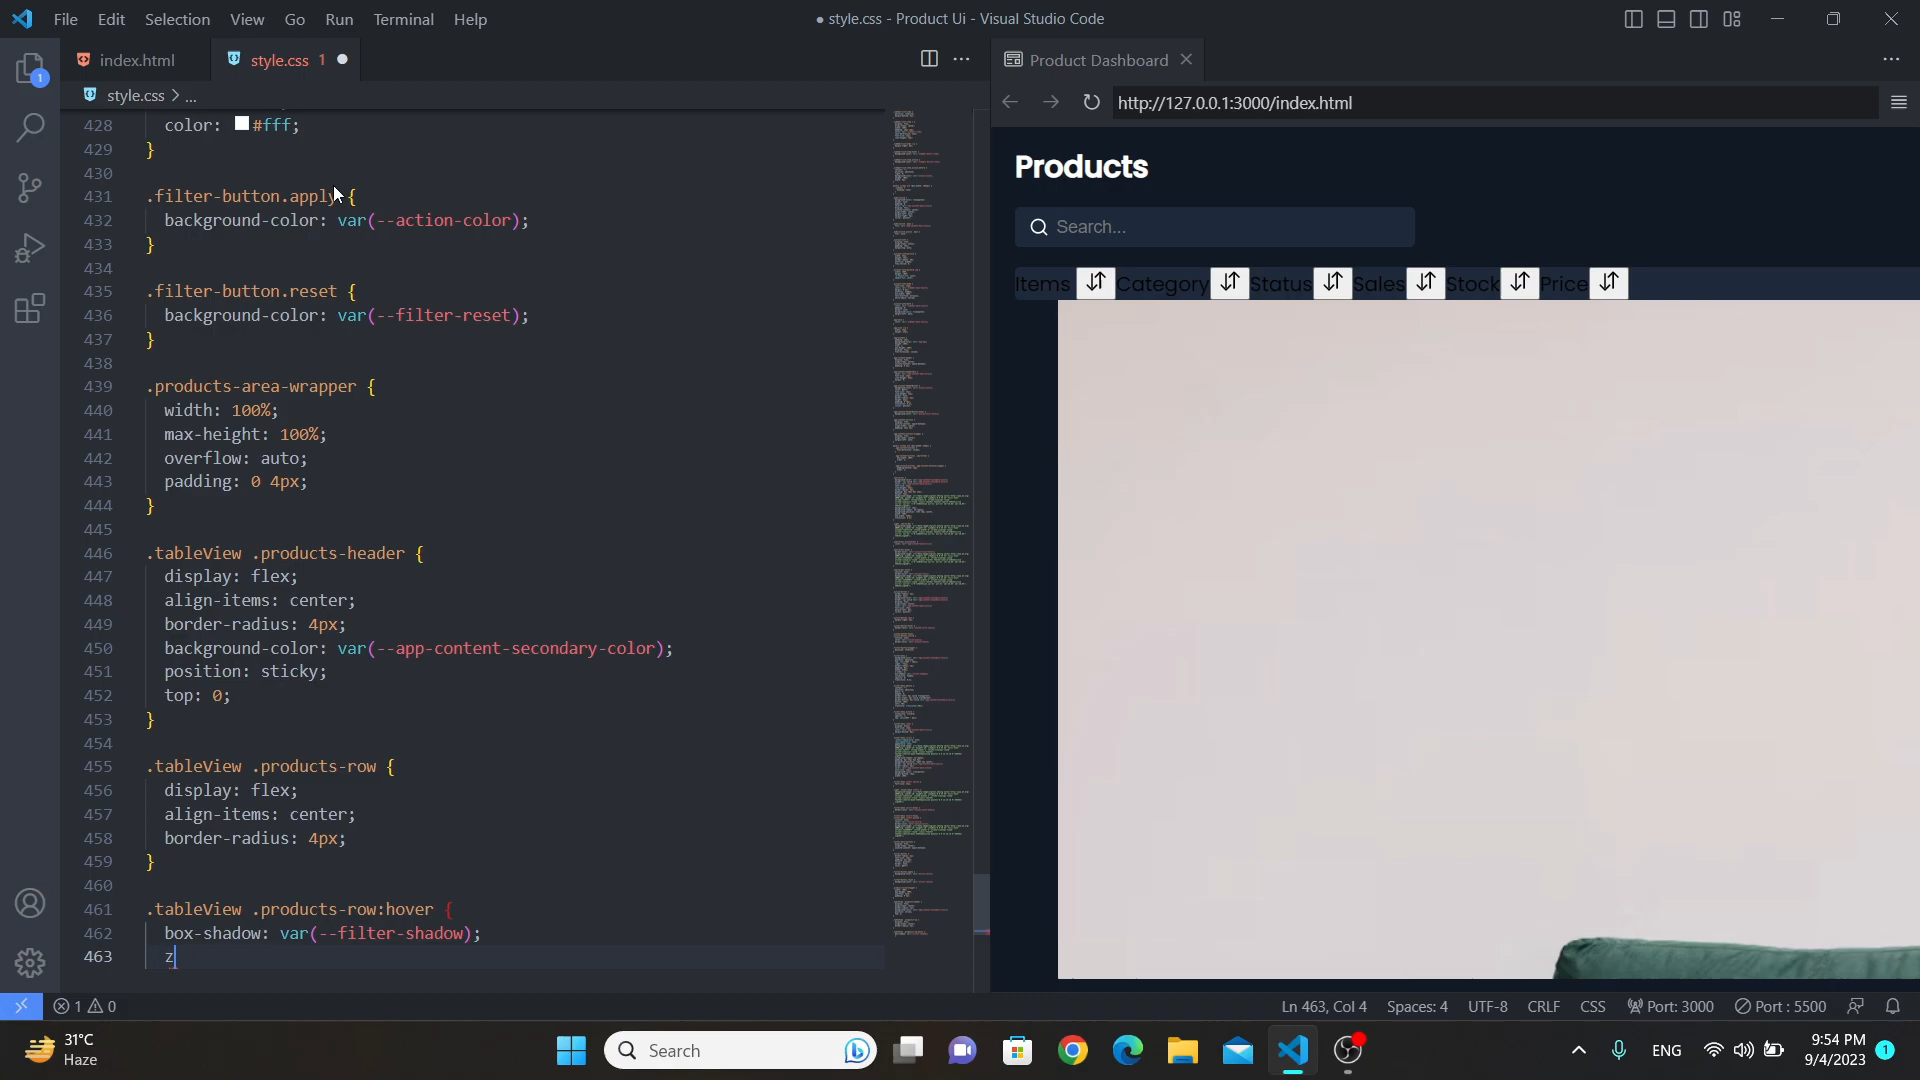 File Edit Selection View Go Run Terminal Help
● style.css - Product Ui - Visual Studio Code
index.html
style.css 1
Product Dashboard
style.css > ...
http://127.0.0.1:3000/index.html
1
428 color: #fff;
429 }
430
431 .filter-button.apply {
432 background-color: var(--action-color);
433 }
434
435 .filter-button.reset {
436 background-color: var(--filter-reset);
437 }
438
439 .products-area-wrapper {
440 width: 100%;
441 max-height: 100%;
442 overflow: auto;
443 padding: 0 4px;
444 }
445
446 .tableView .products-header {
447 display: flex;
448 align-items: center;
449 border-radius: 4px;
450 background-color: var(--app-content-secondary-color);
451 position: sticky;
452 top: 0;
453 }
454
455 .tableView .products-row {
456 display: flex;
457 align-items: center;
458 border-radius: 4px;
459 }
460
461 .tableView .products-row:hover {
462 box-shadow: var(--filter-shadow);
463 z
Products
Search...
Items Category Status Sales Stock Price
1 0
Ln 463, Col 4 Spaces: 4 UTF-8 CRLF CSS Port: 3000 Port : 5500
31°C
Haze
Search
ENG
9:54 PM
9/4/2023
1